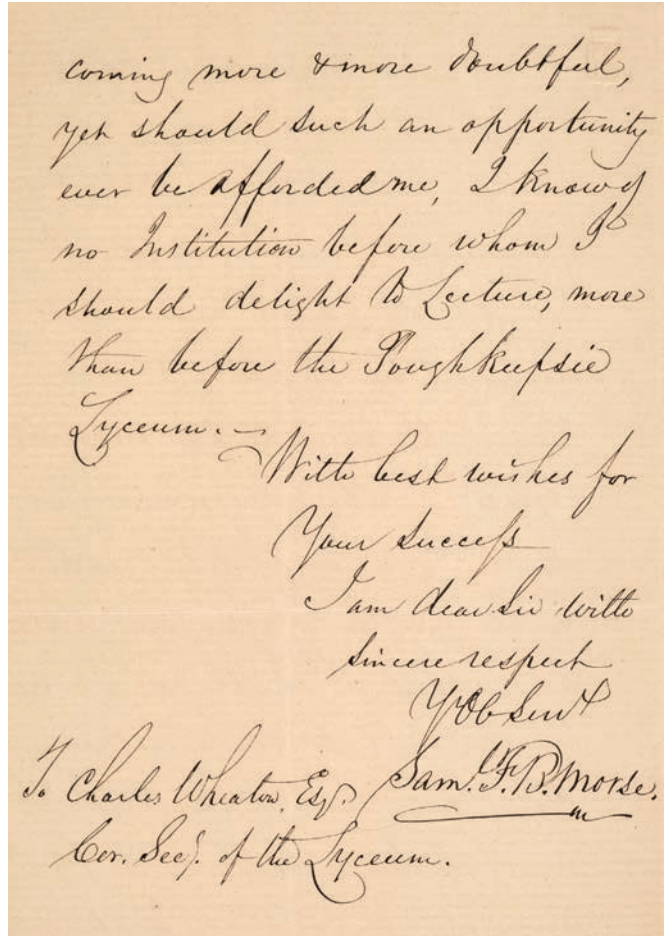 coming more & more doubtful,
yet should such an opportunity
ever be afforded me, I know of
no Institution before whom I
should delight to Lecture, more
than before the Poughkeepsie
Lyceum. —
With best wishes for
Your success
I am dear Sir with
sincere respect
Y Ob Servt
Saml. F. B. Morse.
To Charles Wheaton, Esqr.
Cor. Secy. of the Lyceum.